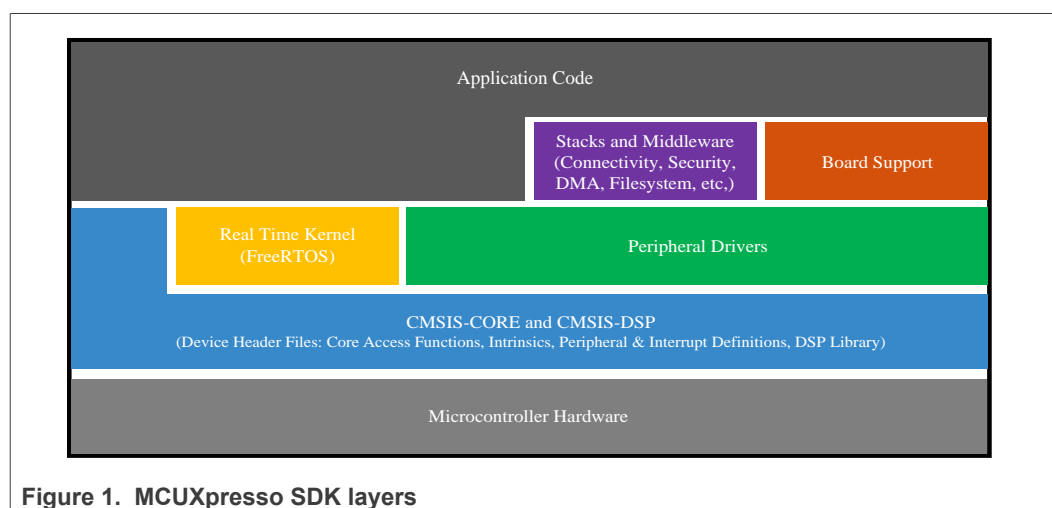 Application Code
Stacks and Middleware
(Connectivity, Security,
DMA, Filesystem, etc,)
Board Support
Real Time Kernel
(FreeRTOS)
Peripheral Drivers
CMSIS-CORE and CMSIS-DSP
(Device Header Files: Core Access Functions, Intrinsics, Peripheral & Interrupt Definitions, DSP Library)
Microcontroller Hardware
Figure 1. MCUXpresso SDK layers